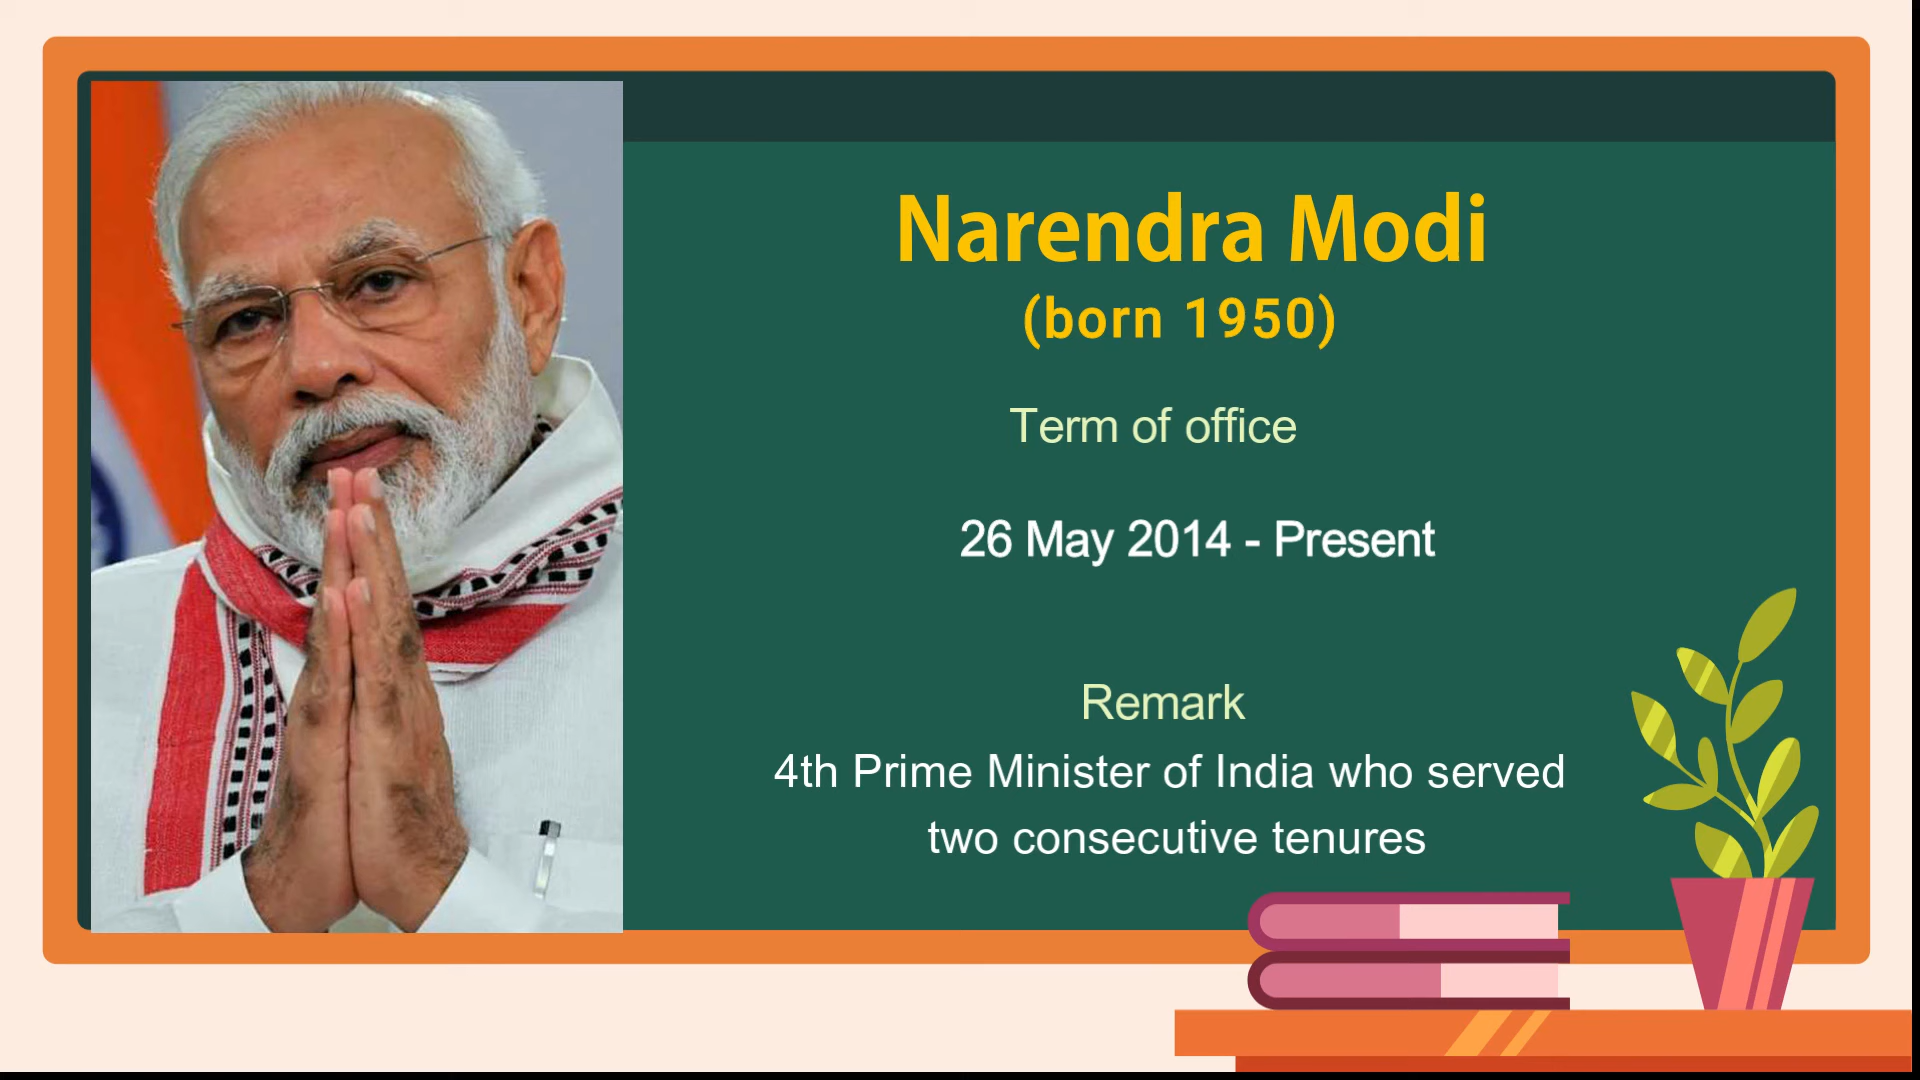 Narendra Modi
(born 1950)
Term of office
26 May 2014 - Present
Remark
4th Prime Minister of India who served
two consecutive tenures